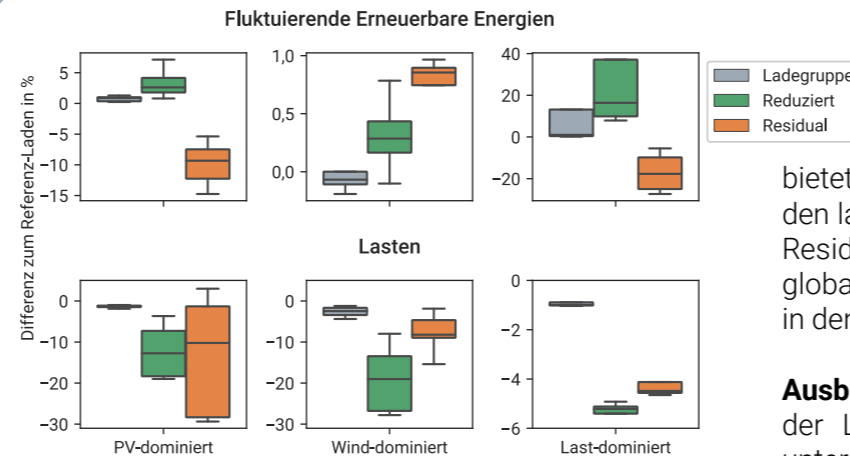 Fluktuierende Erneuerbare Energien
Differenz zum Referenz-Laden in %
5
0
−5
−10
−15
1,0
0,5
0,0
40
20
0
−20
Ladegruppe
Reduziert
Residual
Lasten
0
−10
−20
−30
0
−10
−20
−30
0
−2
−4
−6
PV-dominiert
Wind-dominiert
Last-dominiert
bietet
den la
Resid
globa
in der
Ausb
der L